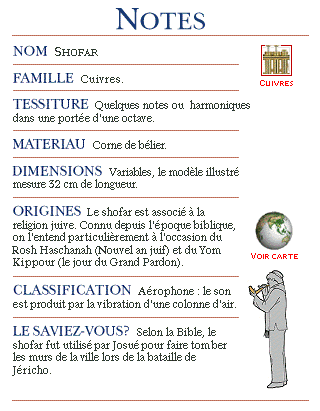 NOTES
NOM SHOFAR
CUIVRES
FAMILLE Cuivres.
TESSITURE Quelques notes ou harmoniques
dans une portée d'une octave.
MATERIAU Corne de bélier.
DIMENSIONS Variables, le modèle illustré
mesure 32 cm de longueur.
ORIGINES Le shofar est associé à la
religion juive. Connu depuis l'époque biblique,
on l'entend particulièrement à l'occasion du
Rosh Haschanah (Nouvel an juif) et du Yom
Kippour (le jour du Grand Pardon).
VOIR CARTE
CLASSIFICATION Aérophone : le son
est produit par la vibration d'une colonne d'air.
LE SAVIEZ-VOUS? Selon la Bible, le
shofar fut utilisé par Josué pour faire tomber
les murs de la ville lors de la bataille de
Jéricho.